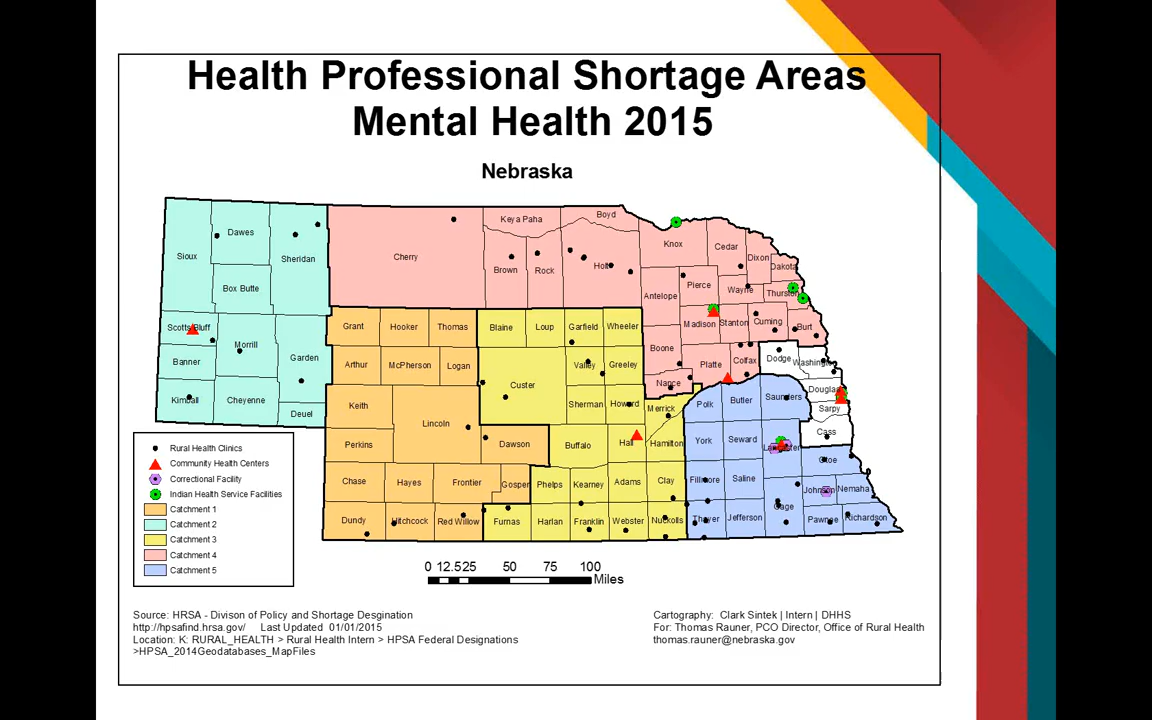 Health Professional Shortage Areas
Mental Health 2015
Nebraska
Boyd
Keya Paha
Dawes
Knox
Cedar
Sioux
Cherry
Dixon
Sheridan
Holt
Dakota
Brown
Rock
Pierce
Box Butte
Wayne
Thurston
Antelope
Scotts Bluff
Grant
Hooker
Thomas
Blaine
Loup
Garfield
Wheeler
Madison
Stanton
Cuming
Burt
Morrill
Boone
Banner
Garden
Arthur
McPherson
Logan
Valley
Greeley
Platte
Colfax
Dodge
Washington
Custer
Nance
Douglas
Kimball
Cheyenne
Keith
Sherman
Howard
Merrick
Polk
Butler
Saunders
Sarpy
Deuel
Lincoln
Cass
Perkins
Dawson
Buffalo
Hall
Hamilton
York
Seward
Lancaster
Otoe
Chase
Hayes
Frontier
Gosper
Phelps
Kearney
Adams
Clay
Fillmore
Saline
Johnson
Nemaha
Gage
Dundy
Hitchcock
Red Willow
Furnas
Harlan
Franklin
Webster
Nuckolls
Thayer
Jefferson
Pawnee
Richardson
Rural Health Clinics
Community Health Centers
Correctional Facility
Indian Health Service Facilities
Catchment 1
Catchment 2
Catchment 3
Catchment 4
Catchment 5
0 12.525 50 75 100
Miles
Source: HRSA - Divison of Policy and Shortage Desgination
http://hpsafind.hrsa.gov/ Last Updated 01/01/2015
Location: K: RURAL_HEALTH > Rural Health Intern > HPSA Federal Designations
>HPSA_2014Geodatabases_MapFiles
Cartography: Clark Sintek | Intern | DHHS
For: Thomas Rauner, PCO Director, Office of Rural Health
thomas.rauner@nebraska.gov